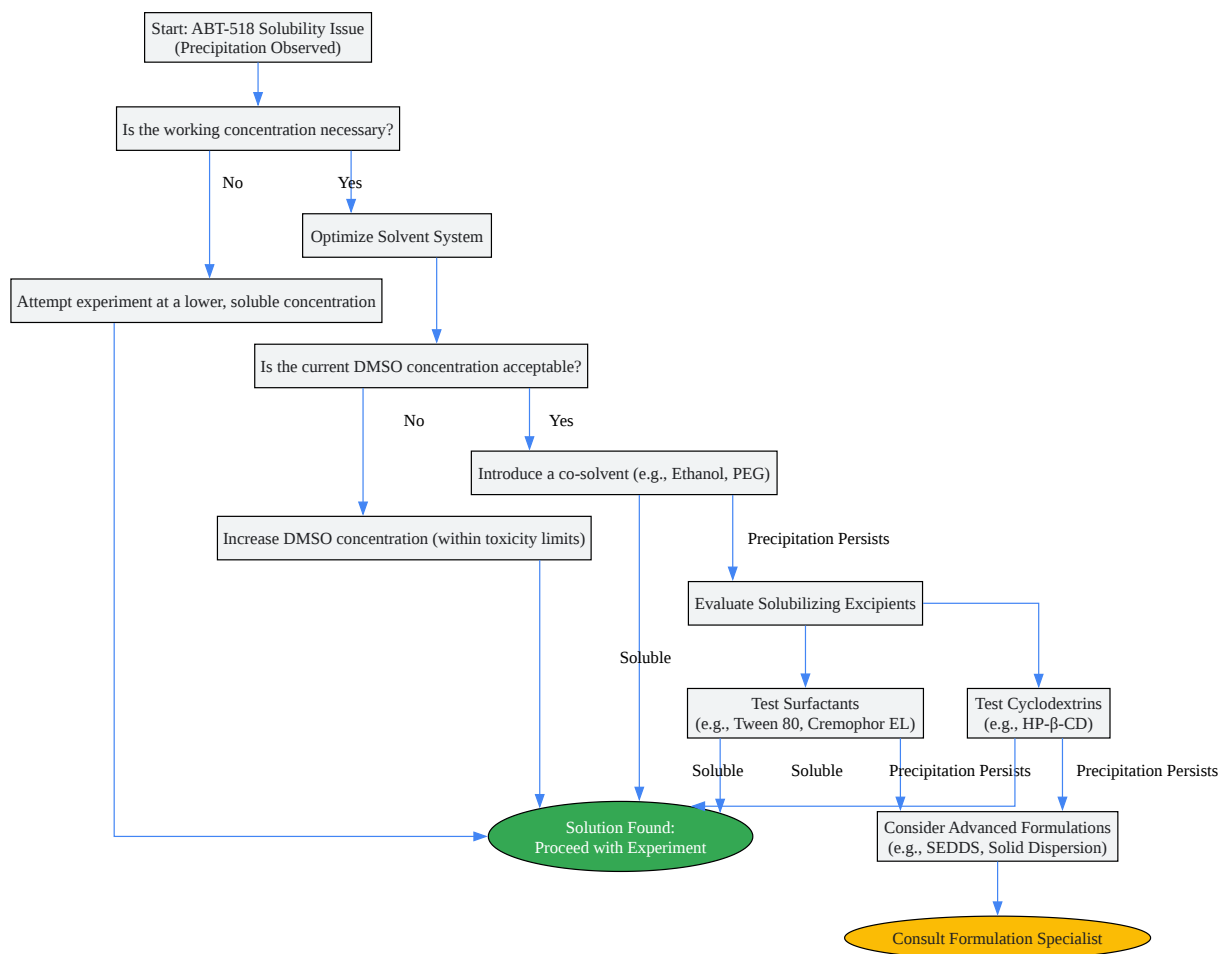 Start: ABT-518 Solubility Issue
(Precipitation Observed)
Is the working concentration necessary?
No
Yes
Optimize Solvent System
Attempt experiment at a lower, soluble concentration
Is the current DMSO concentration acceptable?
No
Yes
Introduce a co-solvent (e.g., Ethanol, PEG)
Increase DMSO concentration (within toxicity limits)
Precipitation Persists
Evaluate Solubilizing Excipients
Soluble
Test Surfactants
(e.g., Tween 80, Cremophor EL)
Test Cyclodextrins
(e.g., HP-β-CD)
Soluble
Soluble
Precipitation Persists
Precipitation Persists
Solution Found:
Proceed with Experiment
Consider Advanced Formulations
(e.g., SEDDS, Solid Dispersion)
Consult Formulation Specialist